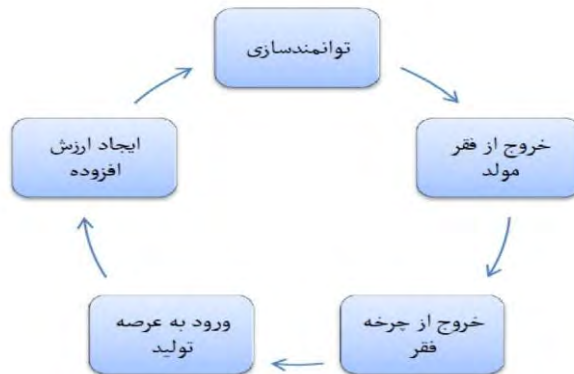 توانمندسازی
خروج از فقر
مولد
خروج از چرخه
فقر
ورود به عرصه
تولید
ایجاد ارزش
افزوده